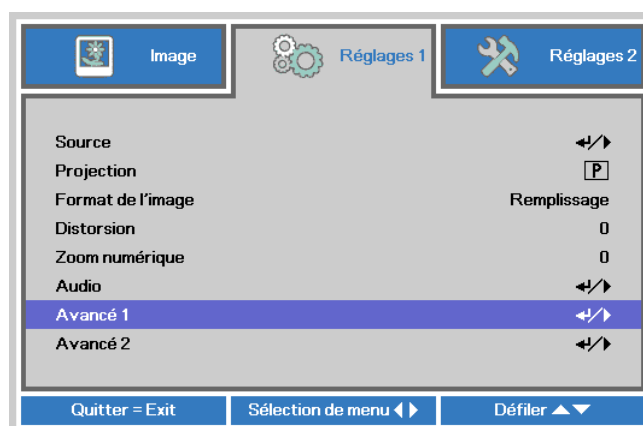 Image Réglages 1 Réglages 2
Source
Projection P
Format de l'image Remplissage
Distorsion 0
Zoom numérique 0
Audio
Avancé 1
Avancé 2
Quitter = Exit Sélection de menu Défiler